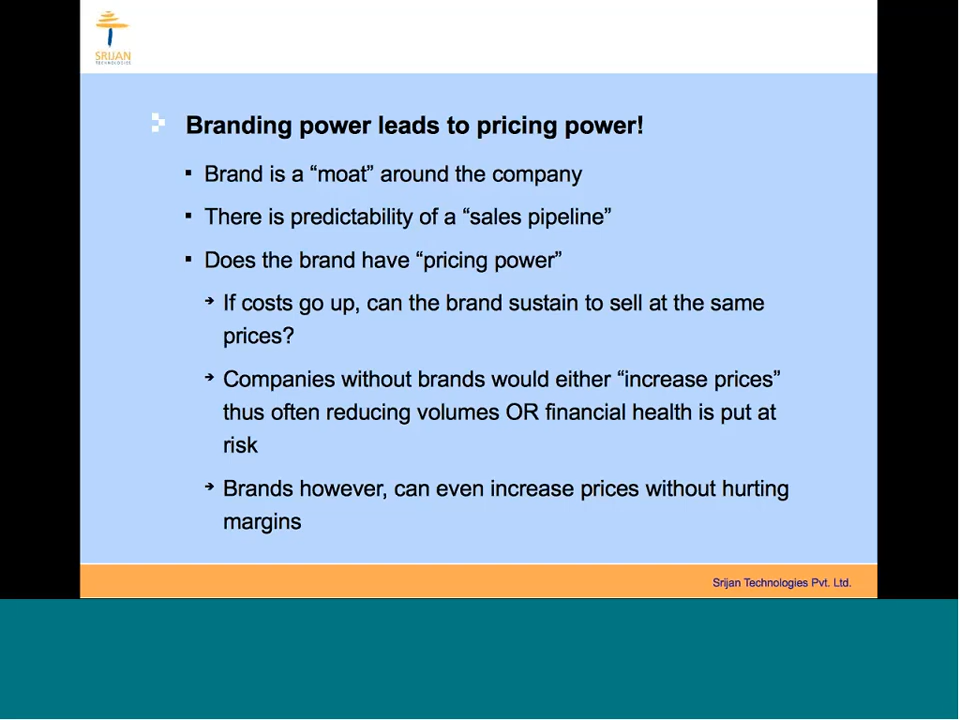 SRIJAN
TECHNOLOGIES
Branding power leads to pricing power!
Brand is a “moat” around the company
There is predictability of a “sales pipeline”
Does the brand have “pricing power”
If costs go up, can the brand sustain to sell at the same
prices?
Companies without brands would either “increase prices”
thus often reducing volumes OR financial health is put at
risk
Brands however, can even increase prices without hurting
margins
Srijan Technologies Pvt. Ltd.